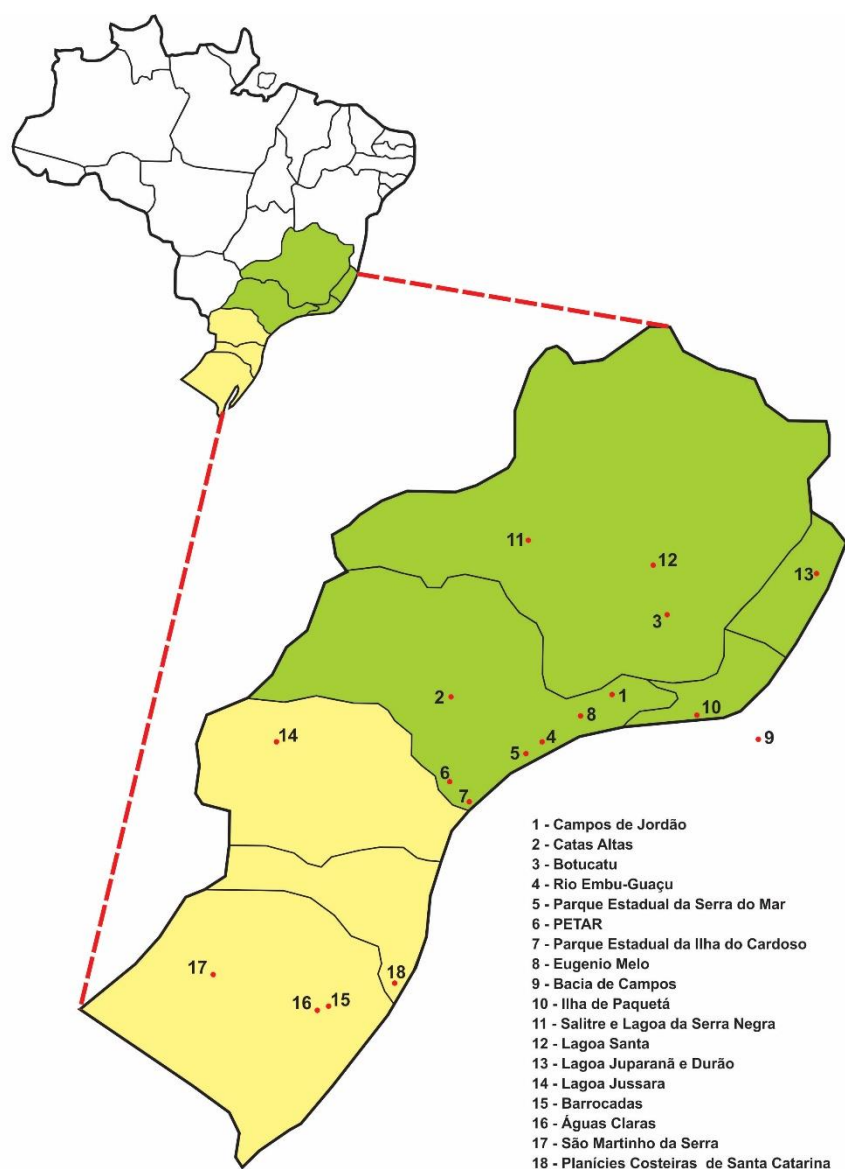 11
12
13
3
2
1
8
10
14
4
9
5
6
7
1 - Campos de Jordão
2 - Catas Altas
3 - Botucatu
4 - Rio Embu-Guaçu
5 - Parque Estadual da Serra do Mar
6 - PETAR
7 - Parque Estadual da Ilha do Cardoso
8 - Eugenio Melo
9 - Bacia de Campos
10 - Ilha de Paquetá
11 - Salitre e Lagoa da Serra Negra
12 - Lagoa Santa
13 - Lagoa Juparanã e Durão
14 - Lagoa Jussara
15 - Barrocadas
16 - Águas Claras
17 - São Martinho da Serra
18 - Planícies Costeiras de Santa Catarina
17
18
16
15